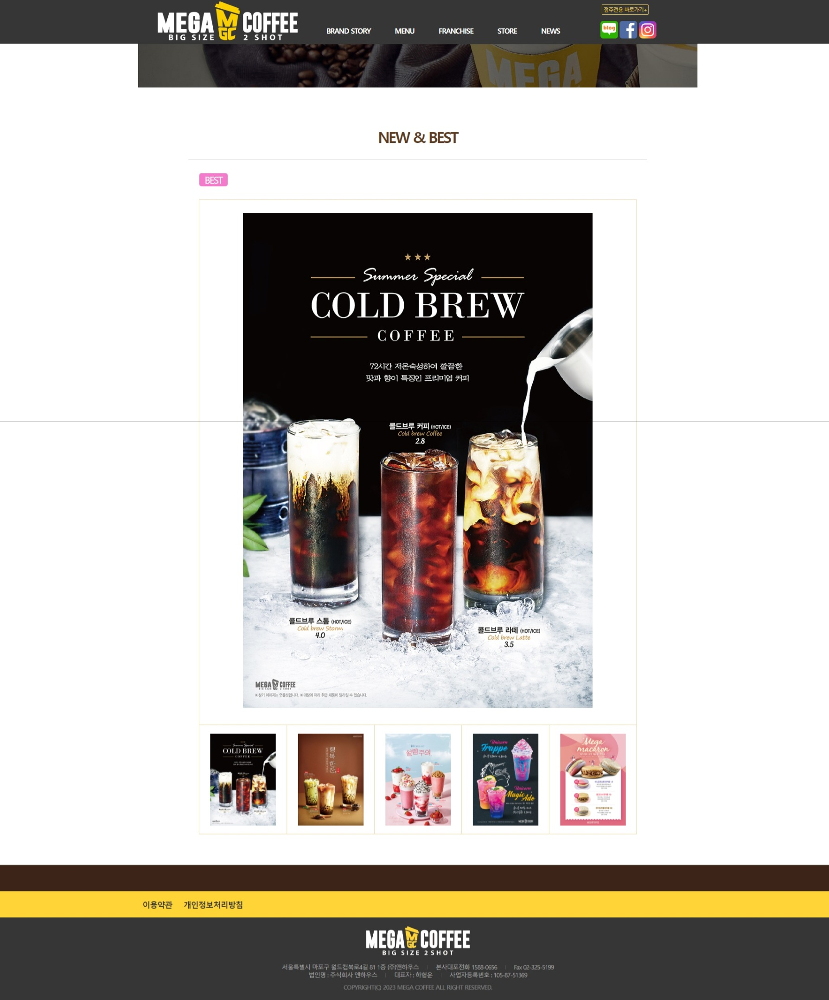 MEGA MGC COFFEE
BIG SIZE 2 SHOT
점주전용 바로가기+
BRAND STORY MENU FRANCHISE STORE NEWS
blog
MEGA
NEW & BEST
BEST
Summer Special
COLD BREW
COFFEE
72시간 저온숙성하여 깔끔한
맛과 향이 특징인 프리미엄 커피
콜드브루 커피 (HOT/ICE)
Cold brew Coffee
2.8
콜드브루 스톰 (HOT/ICE)
Cold brew Storm
4.0
콜드브루 라떼 (HOT/ICE)
Cold brew Latte
3.5
MEGA MGC COFFEE
BIG SIZE 2 SHOT
※ 상기 이미지는 연출컷입니다. ※ 매장에 따라 취급 제품이 달라질 수 있습니다.
Summer Special
COLD BREW
COFFEE
행복한잔
설렘주의
Unicorn
Frappe
Unicorn
Magic Ade
Mega
macaron
이용약관 개인정보처리방침
MEGA MGC COFFEE
BIG SIZE 2 SHOT
서울특별시 마포구 월드컵북로4길 81 1층 (주)앤하우스 | 본사대표전화 1588-0656 | Fax 02-325-5199
법인명 : 주식회사 앤하우스 | 대표자 : 하형운 | 사업자등록번호 : 105-87-51369
COPYRIGHT(C) 2023 MEGA COFFEE ALL RIGHT RESERVED.